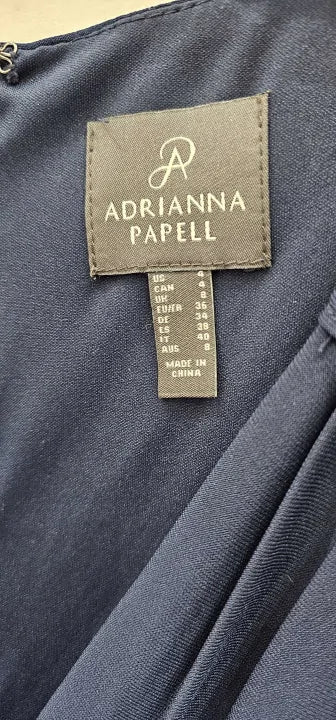 ADRIANNA
PAPELL
US 4
CAN 4
UK 8
EU/FR 36
DE 34
ES 38
IT 40
AUS 8
MADE IN
CHINA